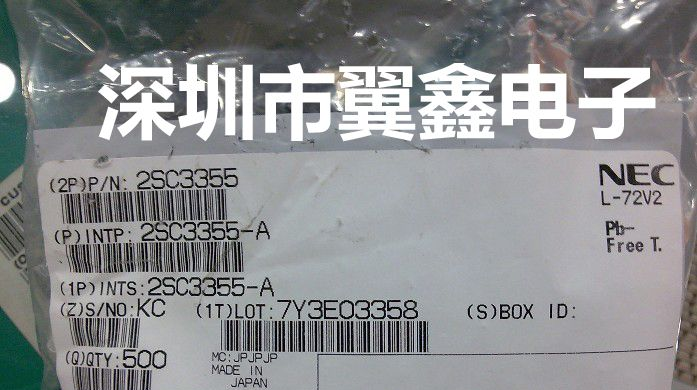 深圳市翼鑫电子
(2P)P/N: 2SC3355
NEC
L-72V2
(P)INTP: 2SC3355-A
Pb-
Free T.
(1P)INTS: 2SC3355-A
(Z)S/NO: KC (1T)LOT: 7Y3E03358 (S)BOX ID:
(Q)QTY: 500
MC: JPJPJP
MADE IN
JAPAN